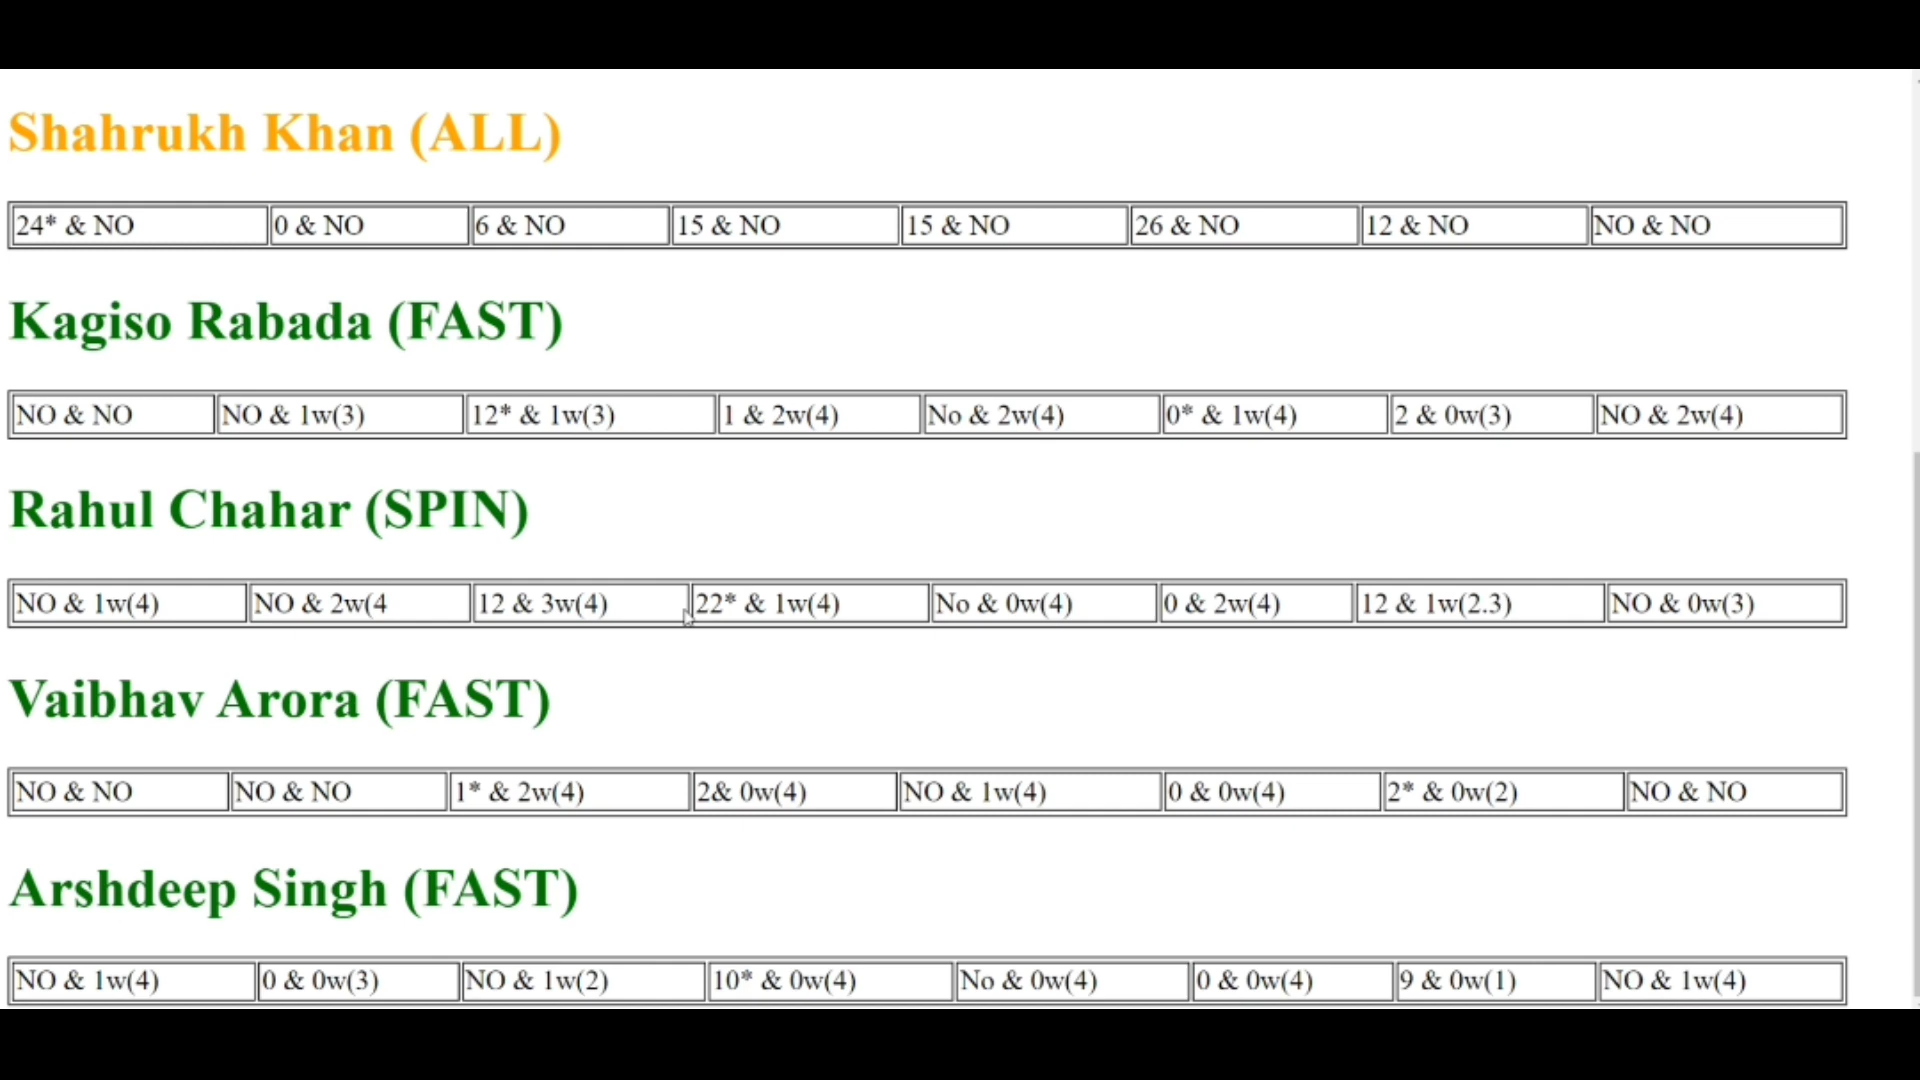 Shahrukh Khan (ALL)
24* & NO 0 & NO 6 & NO 15 & NO 15 & NO 26 & NO 12 & NO NO & NO
Kagiso Rabada (FAST)
NO & NO NO & 1w(3) 12* & 1w(3) 1 & 2w(4) No & 2w(4) 0* & 1w(4) 2 & 0w(3) NO & 2w(4)
Rahul Chahar (SPIN)
NO & 1w(4) NO & 2w(4 12 & 3w(4) 22* & 1w(4) No & 0w(4) 0 & 2w(4) 12 & 1w(2.3) NO & 0w(3)
Vaibhav Arora (FAST)
NO & NO NO & NO 1* & 2w(4) 2& 0w(4) NO & 1w(4) 0 & 0w(4) 2* & 0w(2) NO & NO
Arshdeep Singh (FAST)
NO & 1w(4) 0 & 0w(3) NO & 1w(2) 10* & 0w(4) No & 0w(4) 0 & 0w(4) 9 & 0w(1) NO & 1w(4)